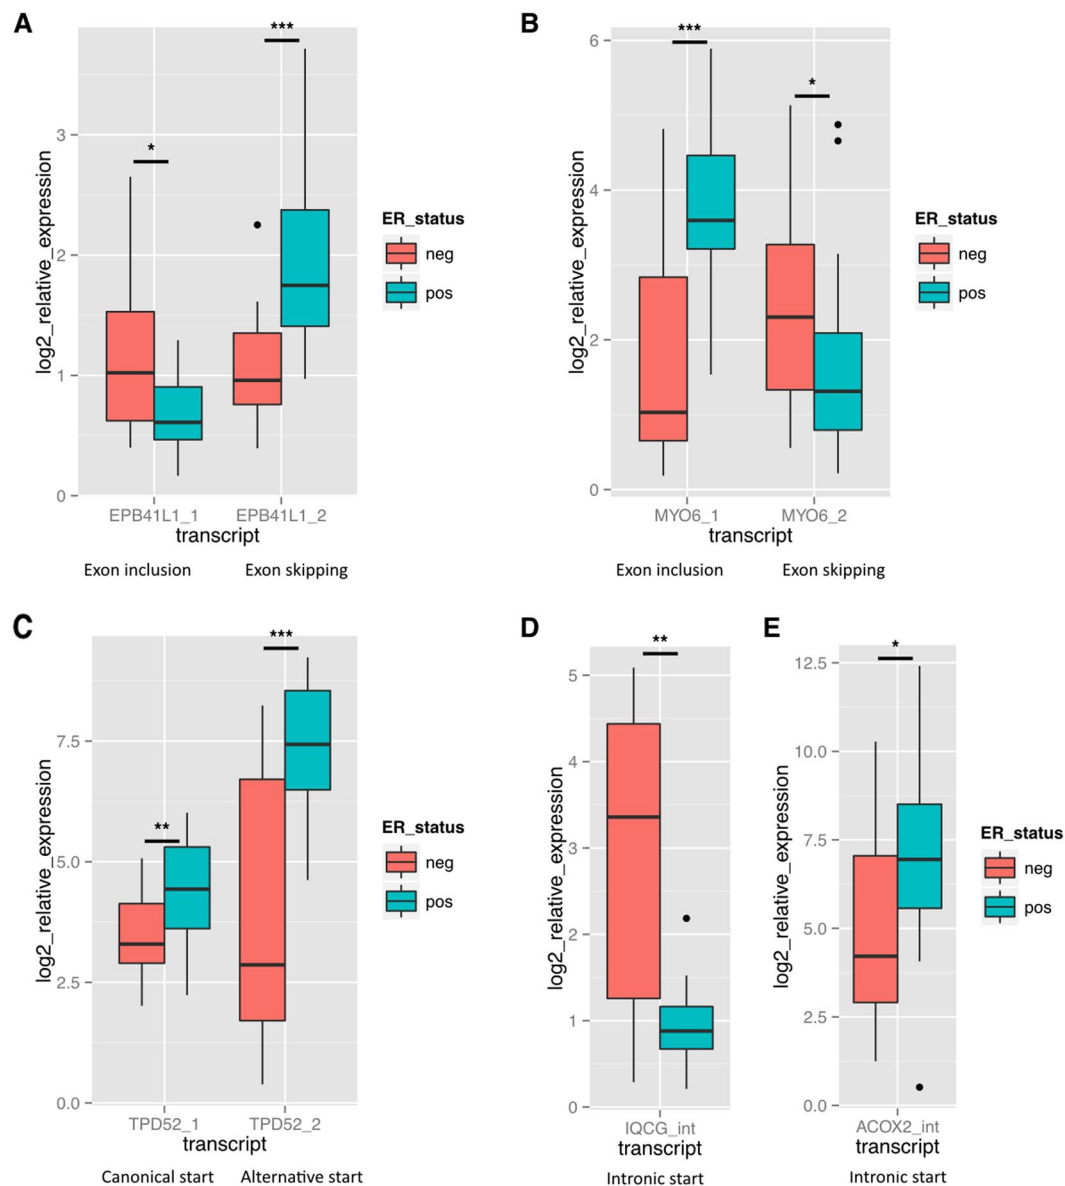 A
***
*
3
2
1
0
log2_relative_expression
EPB41L1_1 EPB41L1_2
transcript
Exon inclusion Exon skipping
ER_status
neg
pos
B
***
*
6
4
2
0
log2_relative_expression
MYO6_1 MYO6_2
transcript
Exon inclusion Exon skipping
ER_status
neg
pos
C
***
**
7.5
5.0
2.5
0.0
log2_relative_expression
TPD52_1 TPD52_2
transcript
Canonical start Alternative start
ER_status
neg
pos
D
**
5
4
3
2
1
0
log2_relative_expression
IQCG_int
transcript
Intronic start
E
*
12.5
10.0
7.5
5.0
2.5
0.0
log2_relative_expression
ACOX2_int
transcript
Intronic start
ER_status
neg
pos